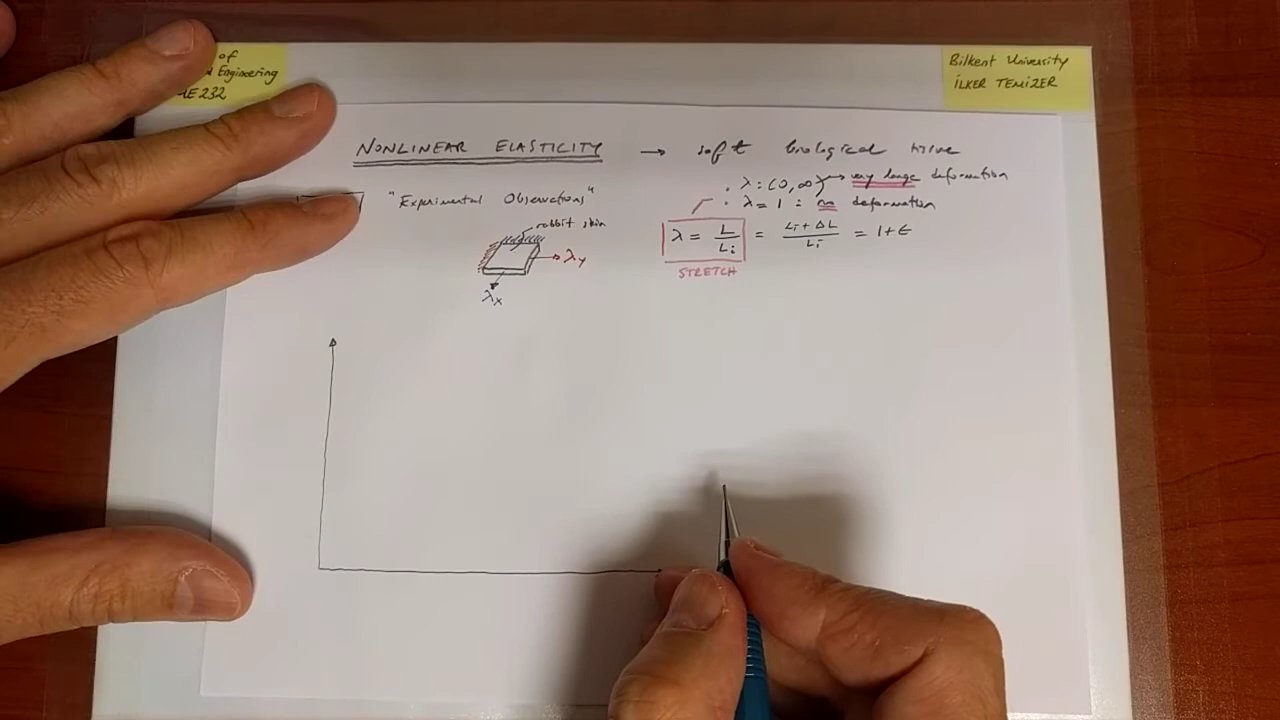 of
Engineering
ME 232
Bilkent University
İLKER TEMİZER
NONLINEAR ELASTICITY → soft biological tissue
"Experimental Observations"
rabbit skin
λy
λx
• λ : (0, ∞) → very large deformation
• λ = 1 : no deformation
λ = L / Li = Li + ΔL / Li = 1 + ε
STRETCH